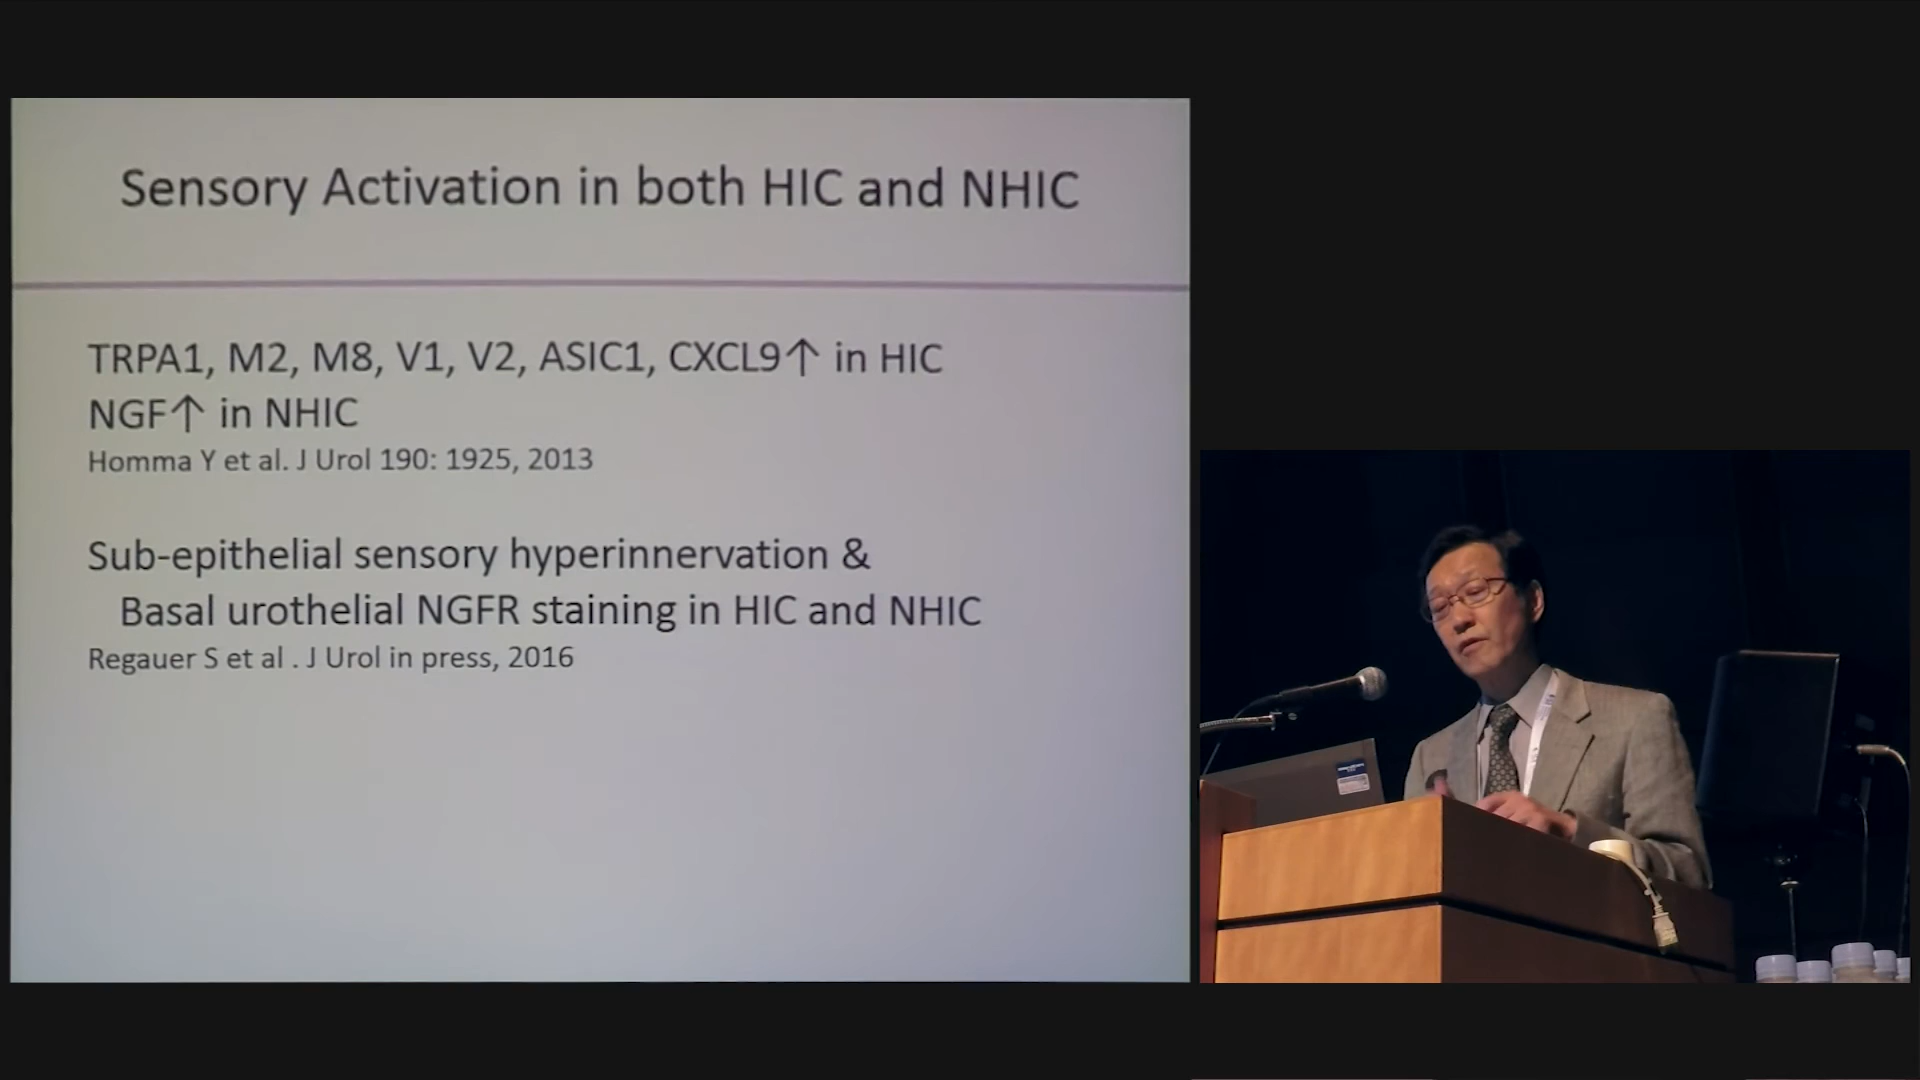 Sensory Activation in both HIC and NHIC
TRPA1, M2, M8, V1, V2, ASIC1, CXCL9↑ in HIC
NGF↑ in NHIC
Homma Y et al. J Urol 190: 1925, 2013
Sub-epithelial sensory hyperinnervation &
Basal urothelial NGFR staining in HIC and NHIC
Regauer S et al . J Urol in press, 2016